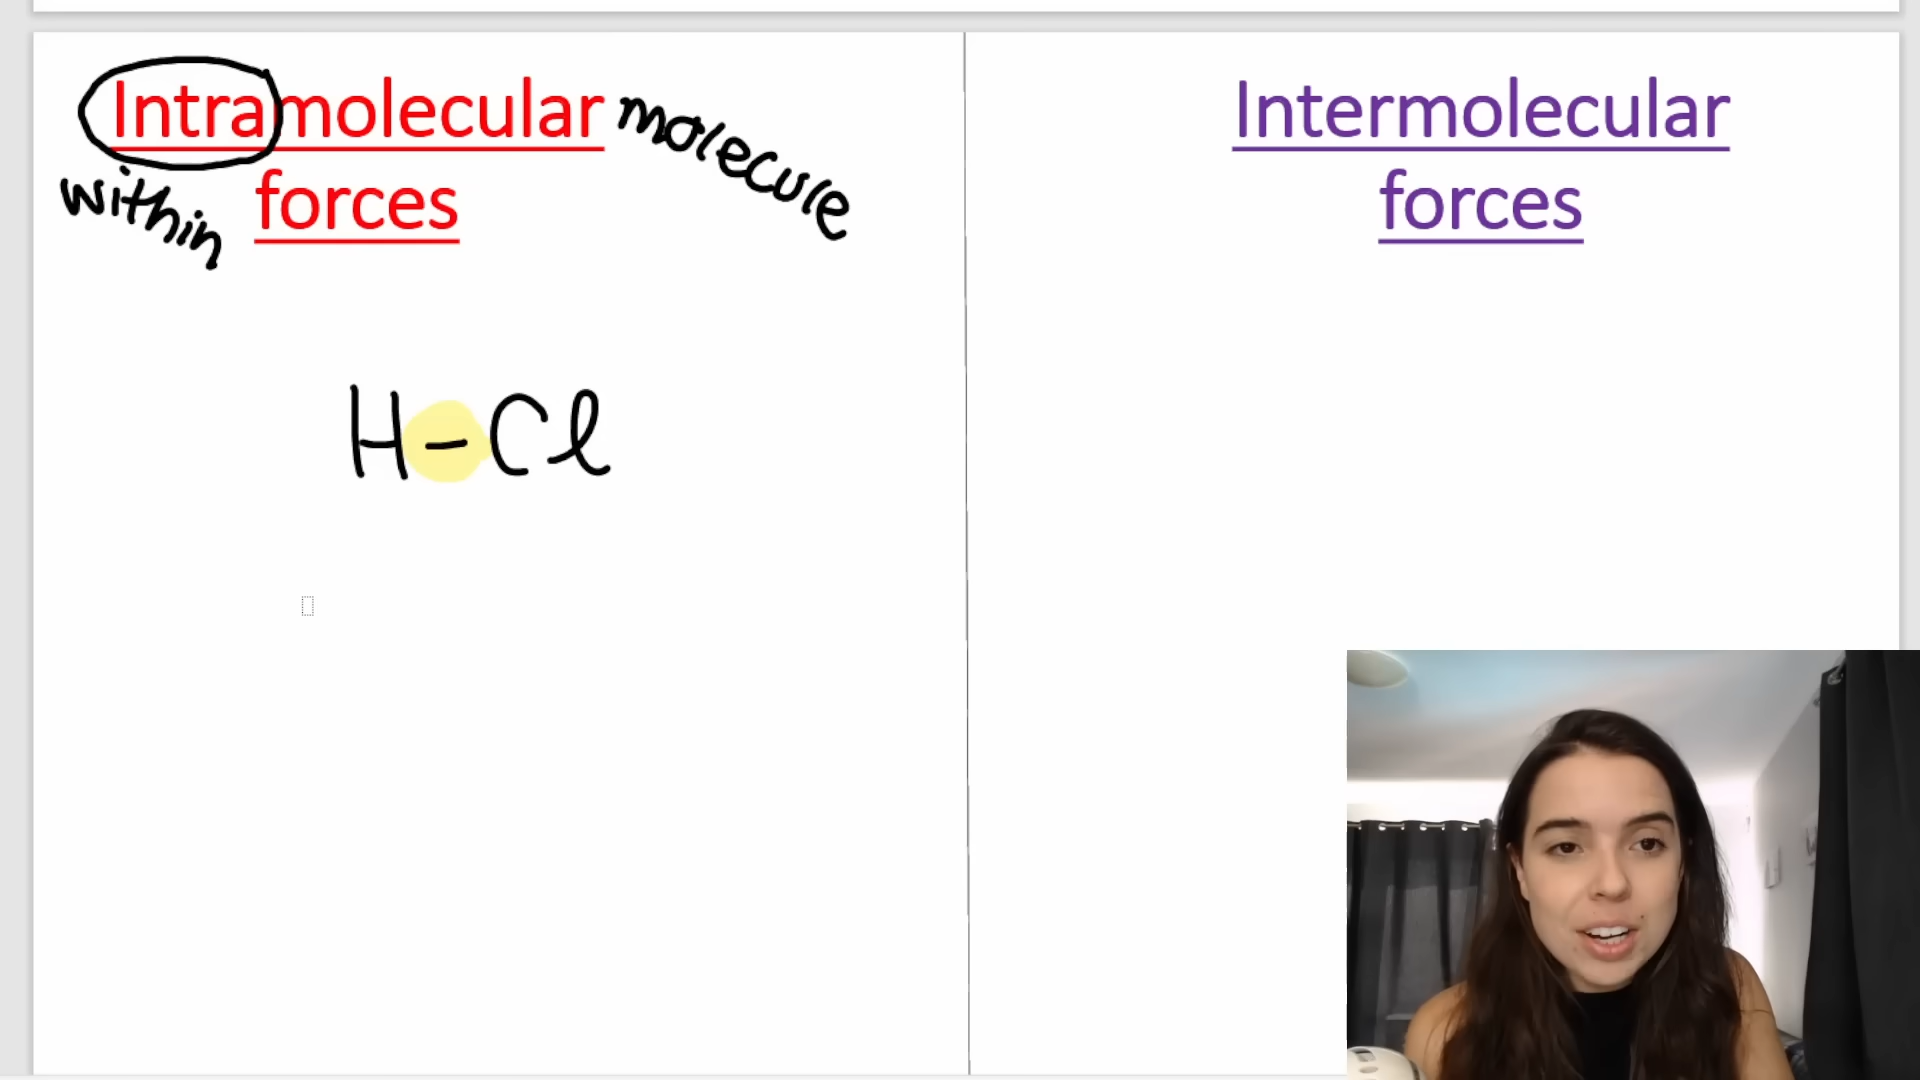 Intramolecular molecule
within forces
H-Cl
Intermolecular
forces